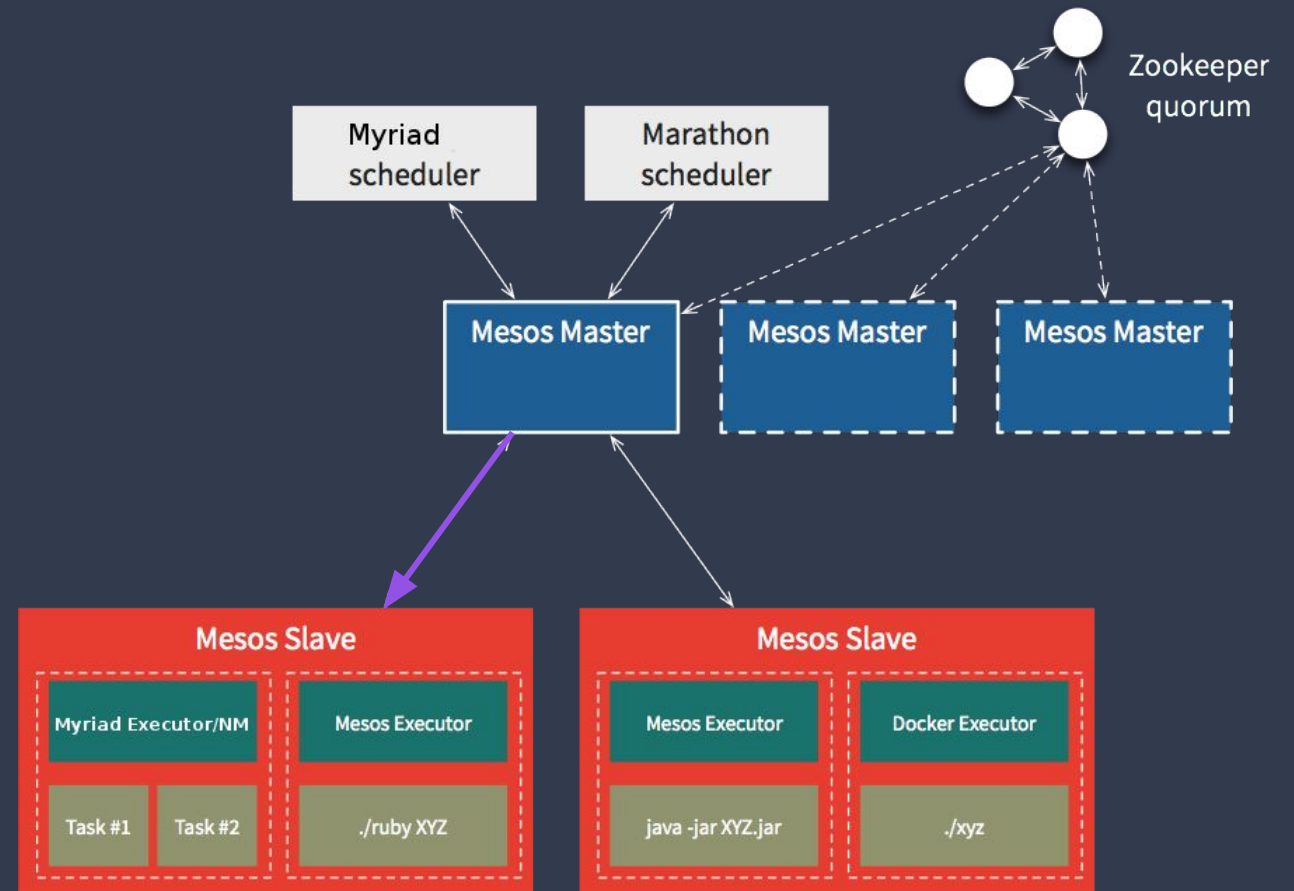 Zookeeper
quorum
Myriad
scheduler
Marathon
scheduler
Mesos Master
Mesos Master
Mesos Master
Mesos Slave
Myriad Executor/NM
Mesos Executor
Task #1
Task #2
./ruby XYZ
Mesos Slave
Mesos Executor
Docker Executor
java -jar XYZ.jar
./xyz